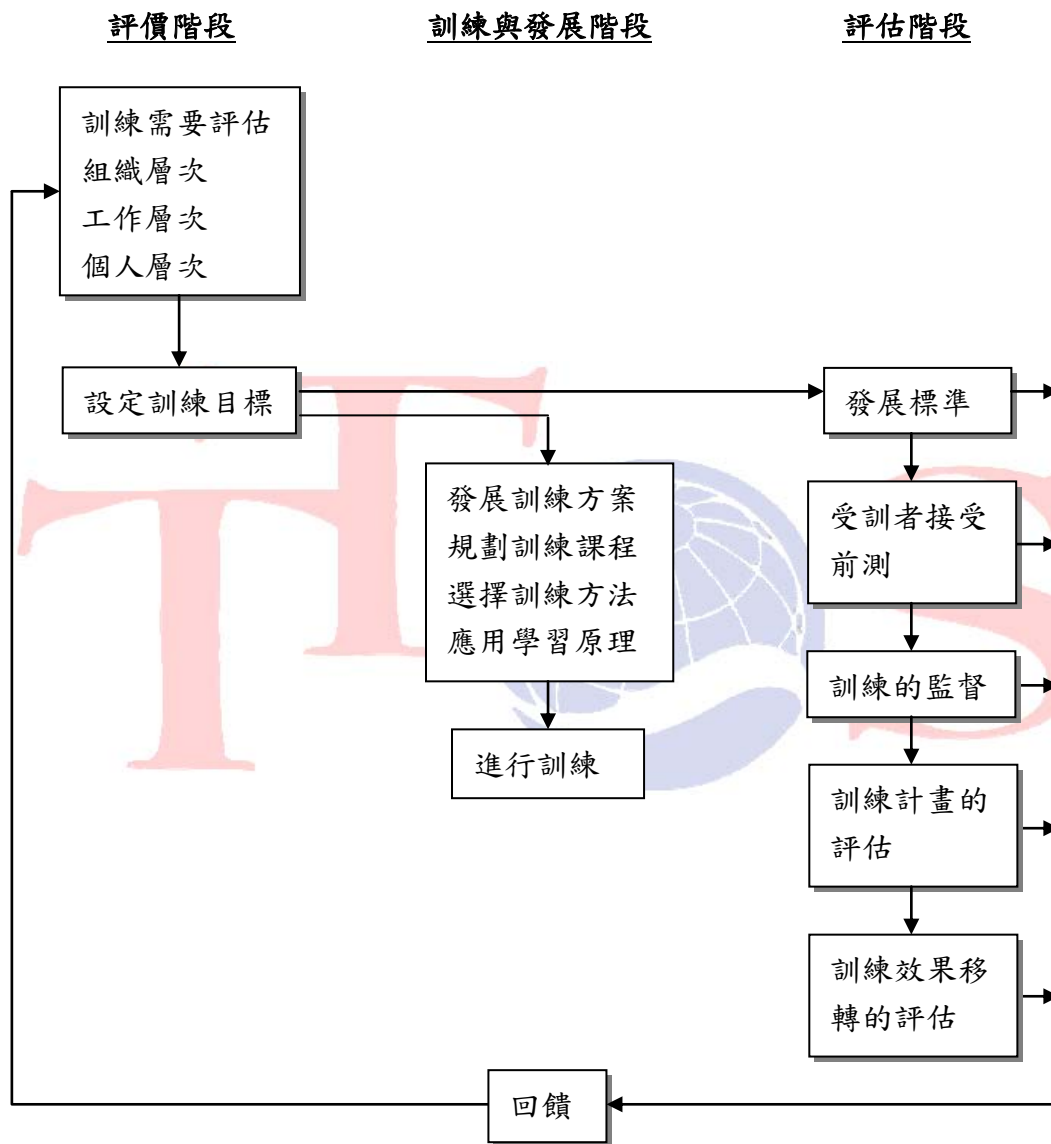 評價階段
訓練與發展階段
評估階段
訓練需要評估
組織層次
工作層次
個人層次
設定訓練目標
發展訓練方案
規劃訓練課程
選擇訓練方法
應用學習原理
進行訓練
發展標準
受訓者接受
前測
訓練的監督
訓練計畫的
評估
訓練效果移
轉的評估
回饋
TT
S